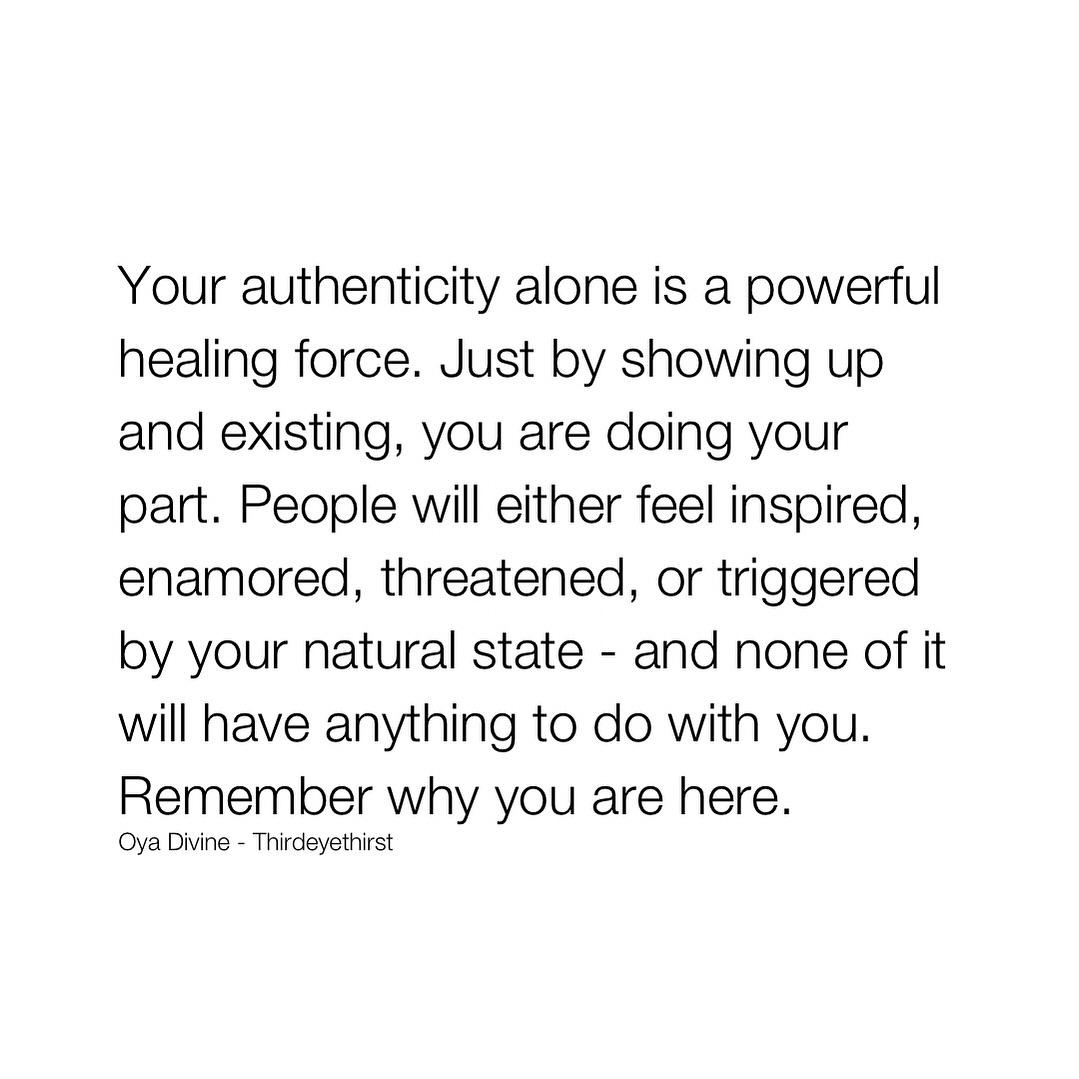 Your authenticity alone is a powerful
healing force. Just by showing up
and existing, you are doing your
part. People will either feel inspired,
enamored, threatened, or triggered
by your natural state - and none of it
will have anything to do with you.
Remember why you are here.
Oya Divine - Thirdeyethirst